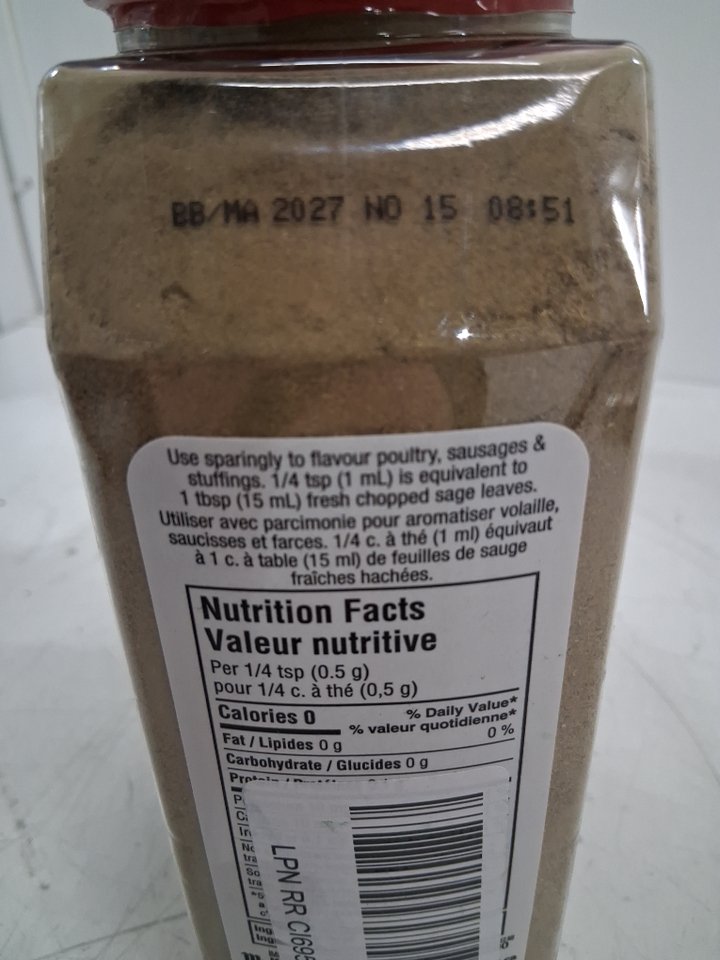 BB/MA 2027 NO 15 08:51
Use sparingly to flavour poultry, sausages &
stuffings. 1/4 tsp (1 mL) is equivalent to
1 tbsp (15 mL) fresh chopped sage leaves.
Utiliser avec parcimonie pour aromatiser volaille,
saucisses et farces. 1/4 c. à thé (1 ml) équivaut
à 1 c. à table (15 ml) de feuilles de sauge
fraîches hachées.
Nutrition Facts
Valeur nutritive
Per 1/4 tsp (0.5 g)
pour 1/4 c. à thé (0,5 g)
Calories 0
% Daily Value*
% valeur quotidienne*
Fat / Lipides 0 g 0 %
Carbohydrate / Glucides 0 g
LPN RR CI695